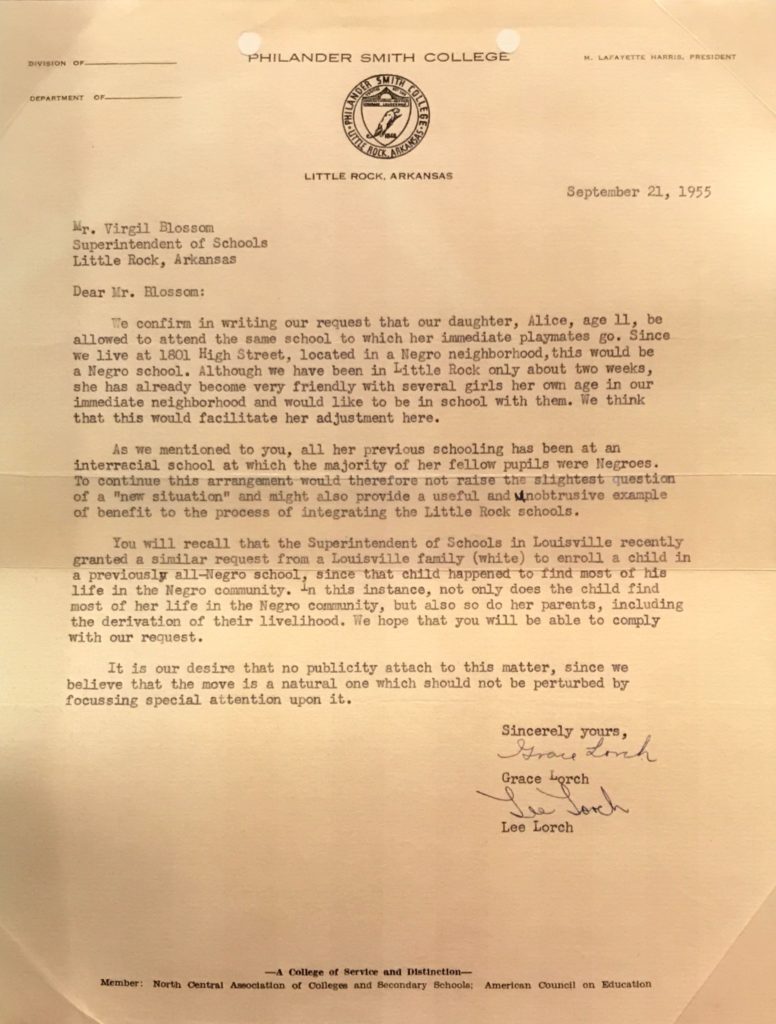 PHILANDER SMITH COLLEGE
DIVISION OF
M. LAFAYETTE HARRIS, PRESIDENT
DEPARTMENT OF
PHILANDER SMITH COLLEGE
LITTLE ROCK, ARKANSAS
LITTLE ROCK, ARKANSAS
September 21, 1955
Mr. Virgil Blossom
Superintendent of Schools
Little Rock, Arkansas
Dear Mr. Blossom:
We confirm in writing our request that our daughter, Alice, age 11, be
allowed to attend the same school to which her immediate playmates go. Since
we live at 1801 High Street, located in a Negro neighborhood, this would be
a Negro school. Although we have been in Little Rock only about two weeks,
she has already become very friendly with several girls her own age in our
immediate neighborhood and would like to be in school with them. We think
that this would facilitate her adjustment here.
As we mentioned to you, all her previous schooling has been at an
interracial school at which the majority of her fellow pupils were Negroes.
To continue this arrangement would therefore not raise the slightest question
of a "new situation" and might also provide a useful and unobtrusive example
of benefit to the process of integrating the Little Rock schools.
You will recall that the Superintendent of Schools in Louisville recently
granted a similar request from a Louisville family (white) to enroll a child in
a previously all-Negro school, since that child happened to find most of his
life in the Negro community. In this instance, not only does the child find
most of her life in the Negro community, but also so do her parents, including
the derivation of their livelihood. We hope that you will be able to comply
with our request.
It is our desire that no publicity attach to this matter, since we
believe that the move is a natural one which should not be perturbed by
focussing special attention upon it.
Sincerely yours,
Grace Lorch
Grace Lorch
Lee Lorch
Lee Lorch
—A College of Service and Distinction—
Member: North Central Association of Colleges and Secondary Schools; American Council on Education